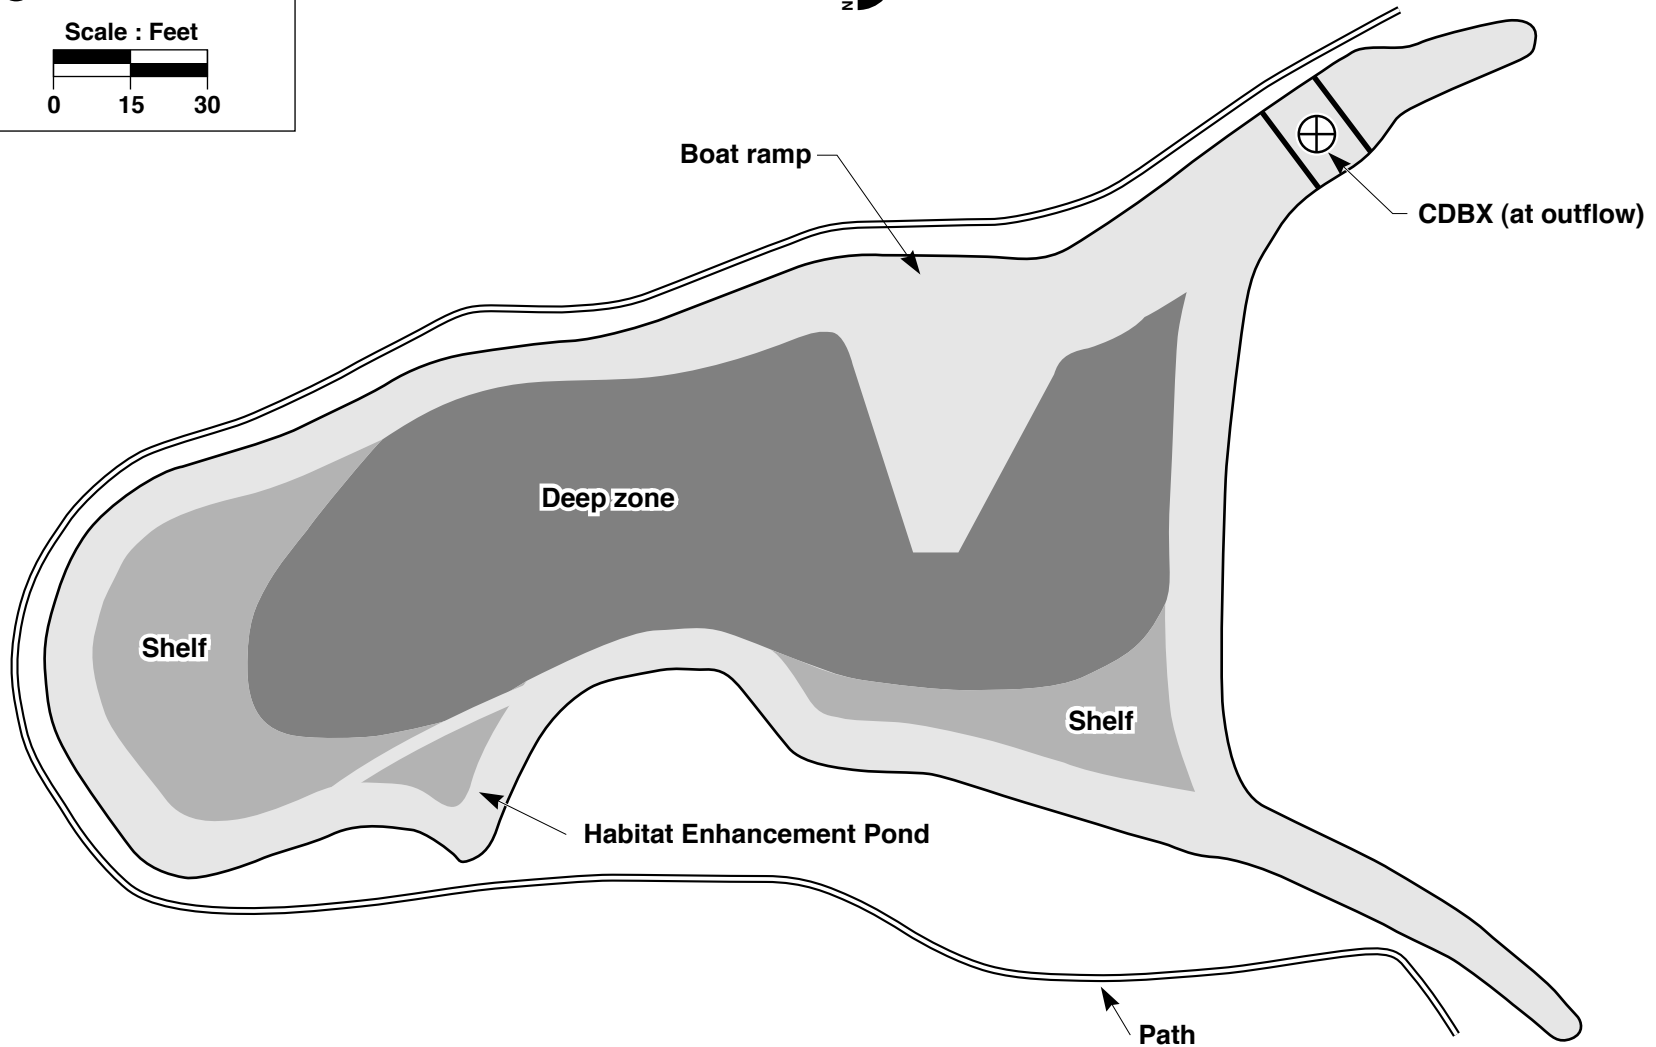 N
Scale : Feet
0 15 30
Boat ramp
CDBX (at outflow)
Deep zone
Shelf
Shelf
Habitat Enhancement Pond
Path